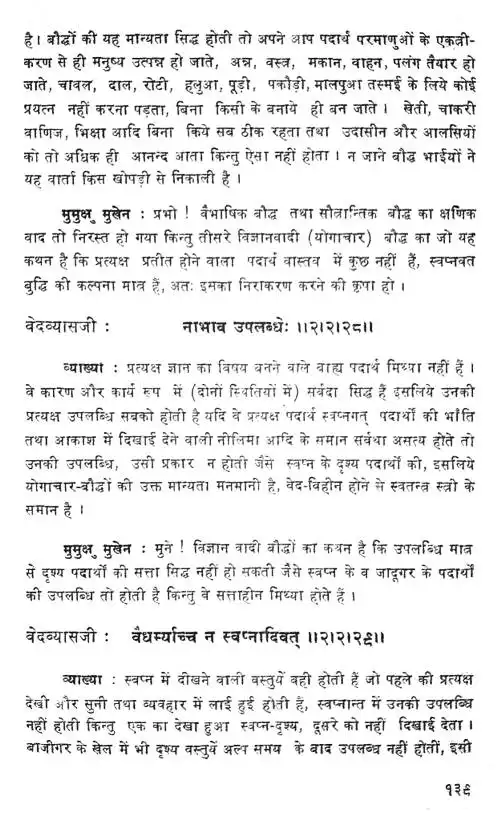 है। बौद्धों की यह मान्यता सिद्ध होती तो अपने आप पदार्थ परमाणुओं के एकत्री-
करण से ही मनुष्य उत्पन्न हो जाते, अन्न, वस्त्र, मकान, वाहन, पलंग तैयार हो
जाते, चावल, दाल, रोटी, हलुआ, पूड़ी, पकौड़ी, मालपुआ तस्मई के लिये कोई
प्रयत्न नहीं करना पड़ता, बिना किसी के बनाये ही बन जाते। खेती, चाकरी
वाणिज, भिक्षा आदि बिना किये सब ठीक रहता तथा उदासीन और आलसियों
को तो अधिक ही आनन्द आता किन्तु ऐसा नहीं होता। न जाने बौद्ध भाईयों ने
यह वार्ता किस खोपड़ी से निकाली है।
मुमुक्षु मुखेन : प्रभो ! वैभाषिक बौद्ध तथा सौत्रान्तिक बौद्ध का क्षणिक
वाद तो निरस्त हो गया किन्तु तीसरे विज्ञानवादी (योगाचार) बौद्ध का जो यह
कथन है कि प्रत्यक्ष प्रतीत होने वाला पदार्थ वास्तव में कुछ नहीं हैं, स्वप्नवत
बुद्धि की कल्पना मात्र हैं, अतः इसका निराकरण करने की कृपा हो।
वेदव्यासजी : नाभाव उपलब्धेः ।।२।२।२८।।
व्याख्या : प्रत्यक्ष ज्ञान का विषय बनने वाले वाह्य पदार्थ मिथ्या नहीं हैं।
वे कारण और कार्य रूप में (दोनों स्थितियों में) सर्वदा सिद्ध हैं इसलिये उनकी
प्रत्यक्ष उपलब्धि सबको होती है यदि वे प्रत्यक्ष पदार्थ स्वप्नगत् पदार्थों की भाँति
तथा आकाश में दिखाई देने वाली नीलिमा आदि के समान सर्वथा असत्य होते तो
उनकी उपलब्धि, उसी प्रकार न होती जैसे स्वप्न के दृश्य पदार्थों की, इसलिये
योगाचार-बौद्धों की उक्त मान्यता मनमानी है, वेद-विहीन होने से स्वतन्त्र स्त्री के
समान है।
मुमुक्षु मुखेन : मुने ! विज्ञान वादी बौद्धों का कथन है कि उपलब्धि मात्र
से दृश्य पदार्थों की सत्ता सिद्ध नहीं हो सकती जैसे स्वप्न के व जादूगर के पदार्थों
की उपलब्धि तो होती है किन्तु वे सत्ताहीन मिथ्या होते हैं।
वेदव्यासजी : वैधर्म्याच्च न स्वप्नादिवत् ।।२।२।२९।।
व्याख्या : स्वप्न में दीखने वाली वस्तुयें वही होती हैं जो पहले की प्रत्यक्ष
देखी और सुनी तथा व्यवहार में लाई हुई होती हैं, स्वप्नान्त में उनकी उपलब्धि
नहीं होती किन्तु एक का देखा हुआ स्वप्न-दृश्य, दूसरे को नहीं दिखाई देता।
बाजीगर के खेल में भी दृश्य वस्तुयें अल्प समय के बाद उपलब्ध नहीं होतीं, इसी
१३९